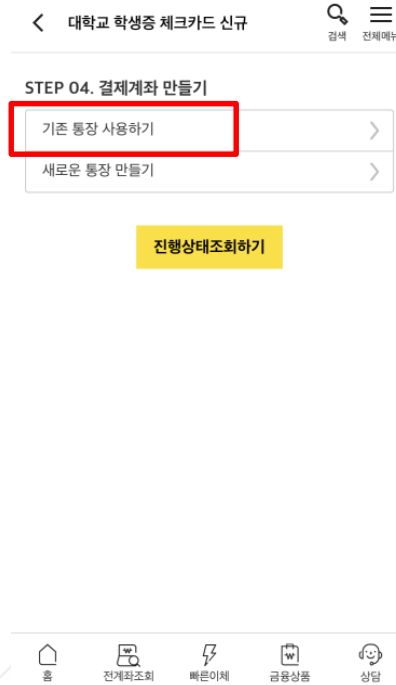 대학교 학생증 체크카드 신규
검색 전체메뉴
STEP 04. 결제계좌 만들기
기존 통장 사용하기
새로운 통장 만들기
진행상태조회하기
홈 전계좌조회 빠른이체 금융상품 상담